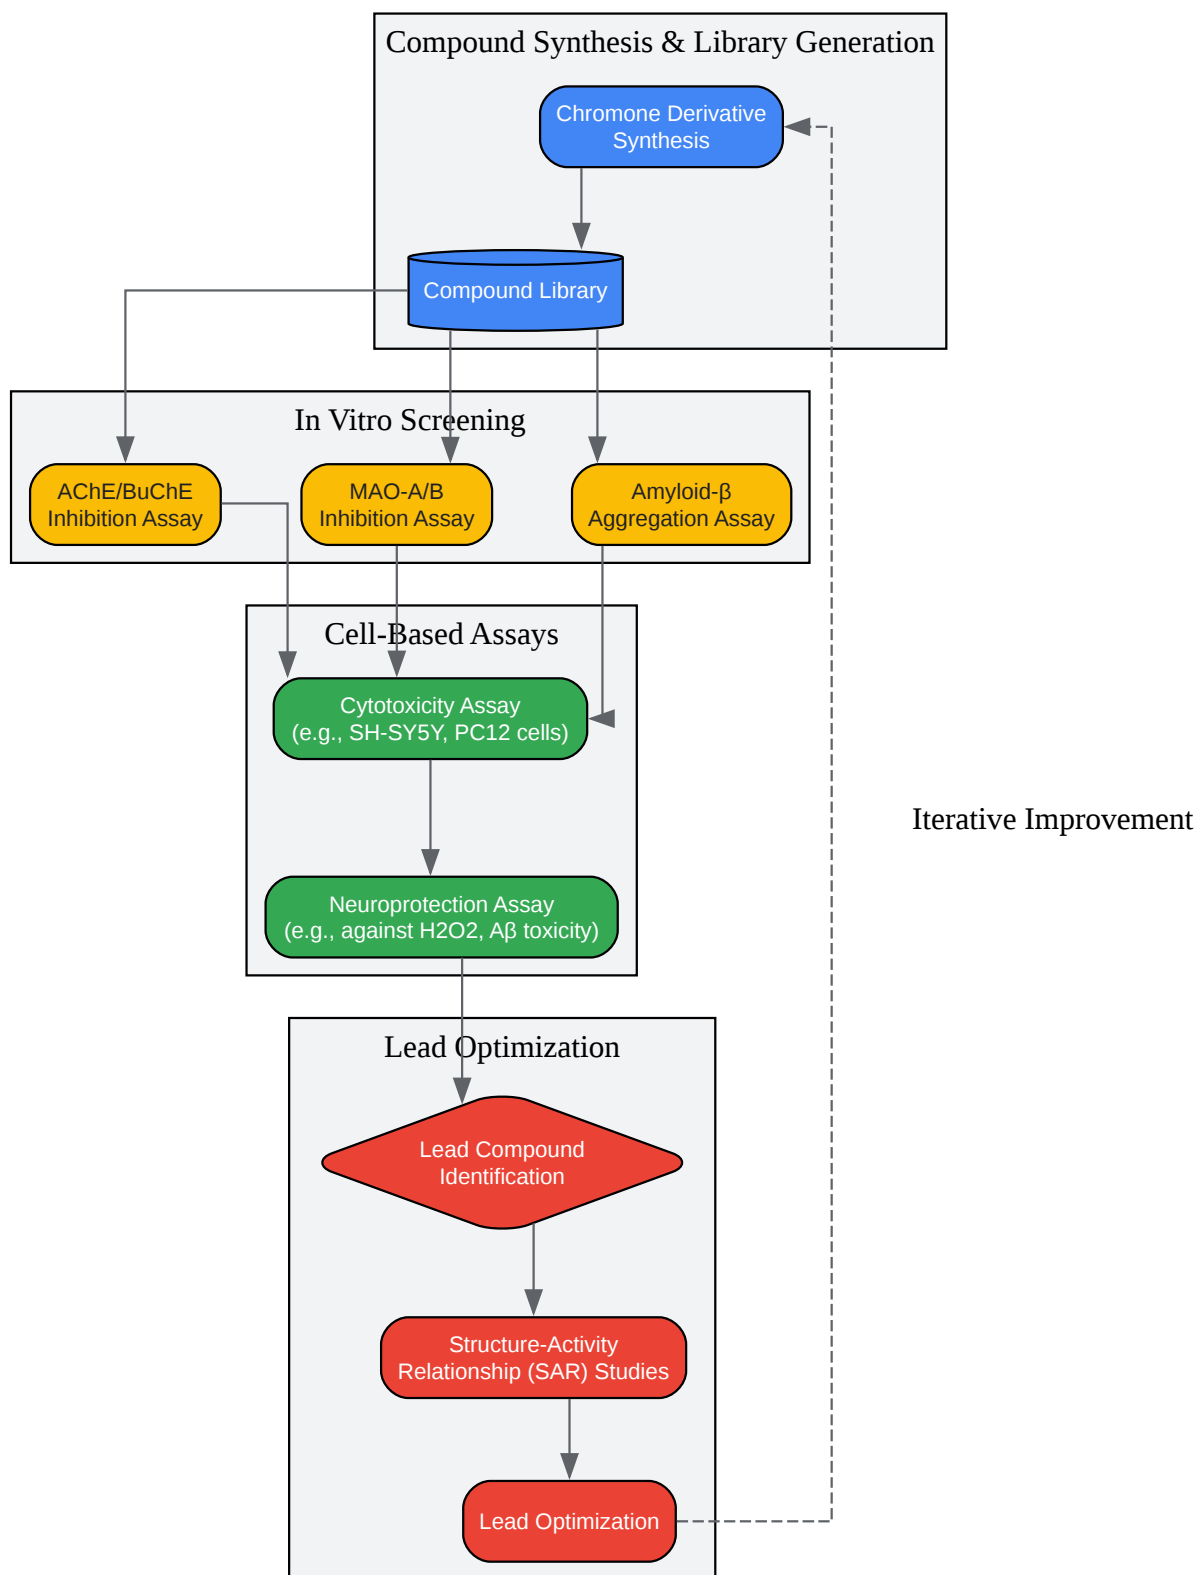 Compound Synthesis & Library Generation
Chromone Derivative
Synthesis
Compound Library
In Vitro Screening
AChE/BuChE
Inhibition Assay
MAO-A/B
Inhibition Assay
Amyloid-β
Aggregation Assay
Cell-Based Assays
Cytotoxicity Assay
(e.g., SH-SY5Y, PC12 cells)
Iterative Improvement
Neuroprotection Assay
(e.g., against H2O2, Aβ toxicity)
Lead Optimization
Lead Compound
Identification
Structure-Activity
Relationship (SAR) Studies
Lead Optimization